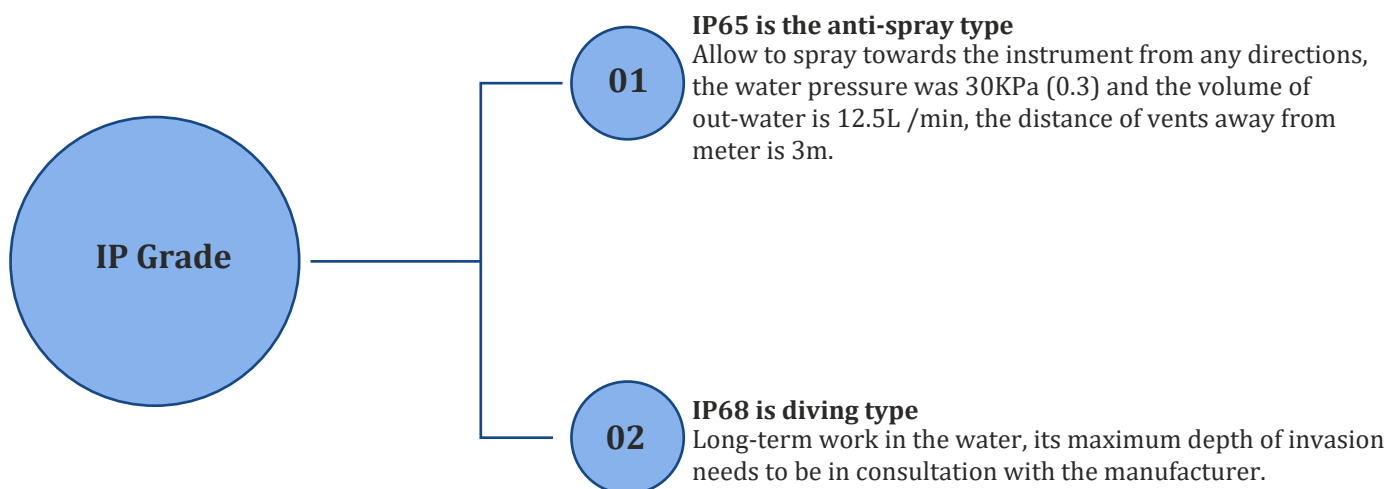 IP Grade
01
IP65 is the anti-spray type
Allow to spray towards the instrument from any directions,
the water pressure was 30KPa (0.3) and the volume of
out-water is 12.5L /min, the distance of vents away from
meter is 3m.
02
IP68 is diving type
Long-term work in the water, its maximum depth of invasion
needs to be in consultation with the manufacturer.